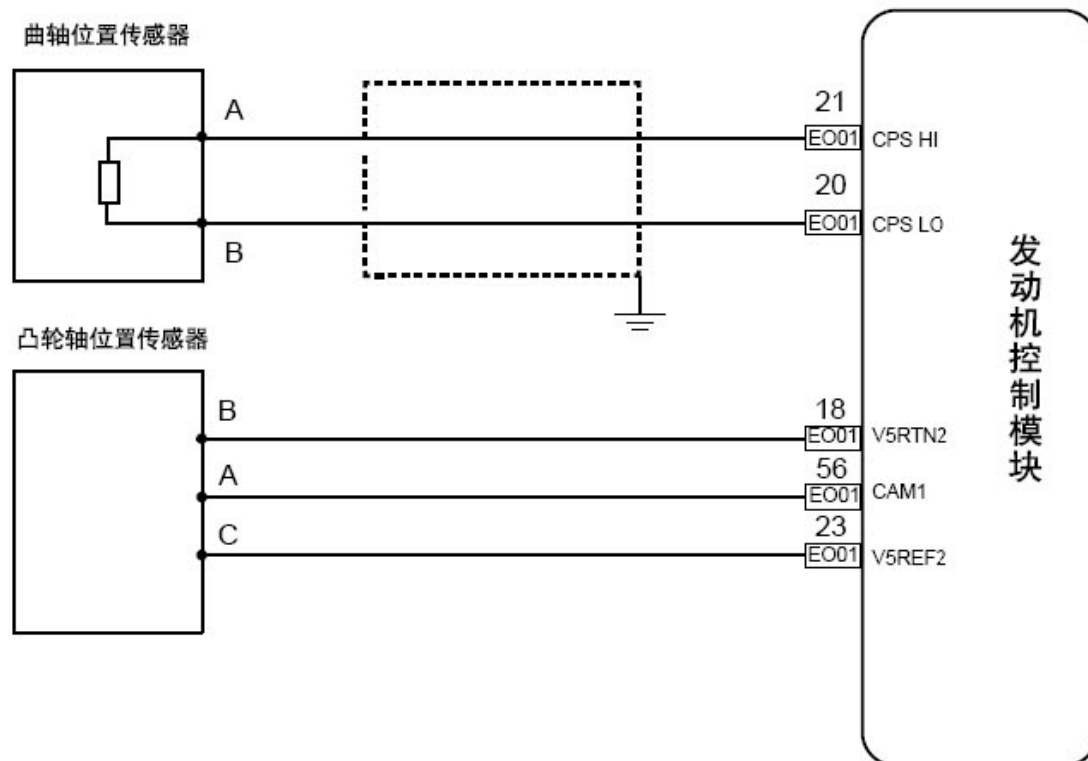 曲轴位置传感器
A
21
EO01 CPS HI
20
EO01 CPS LO
B
凸轮轴位置传感器
B
18
EO01 V5RTN2
A
56
EO01 CAM1
C
23
EO01 V5REF2
发动机控制模块